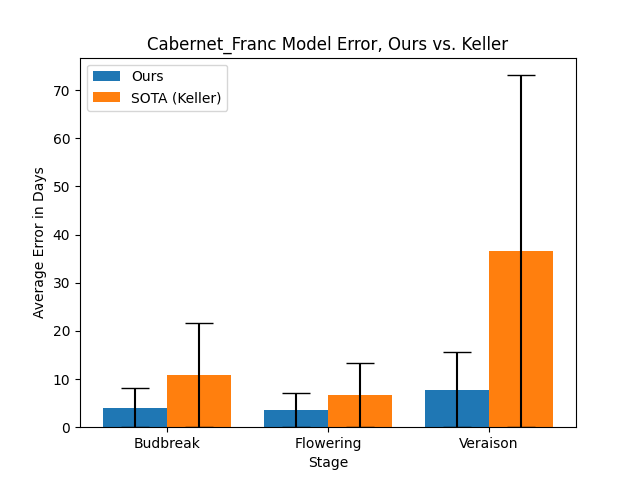 Cabernet_Franc Model Error, Ours vs. Keller
Ours
SOTA (Keller)
Average Error in Days
70
60
50
40
30
20
10
0
Budbreak Flowering Veraison
Stage